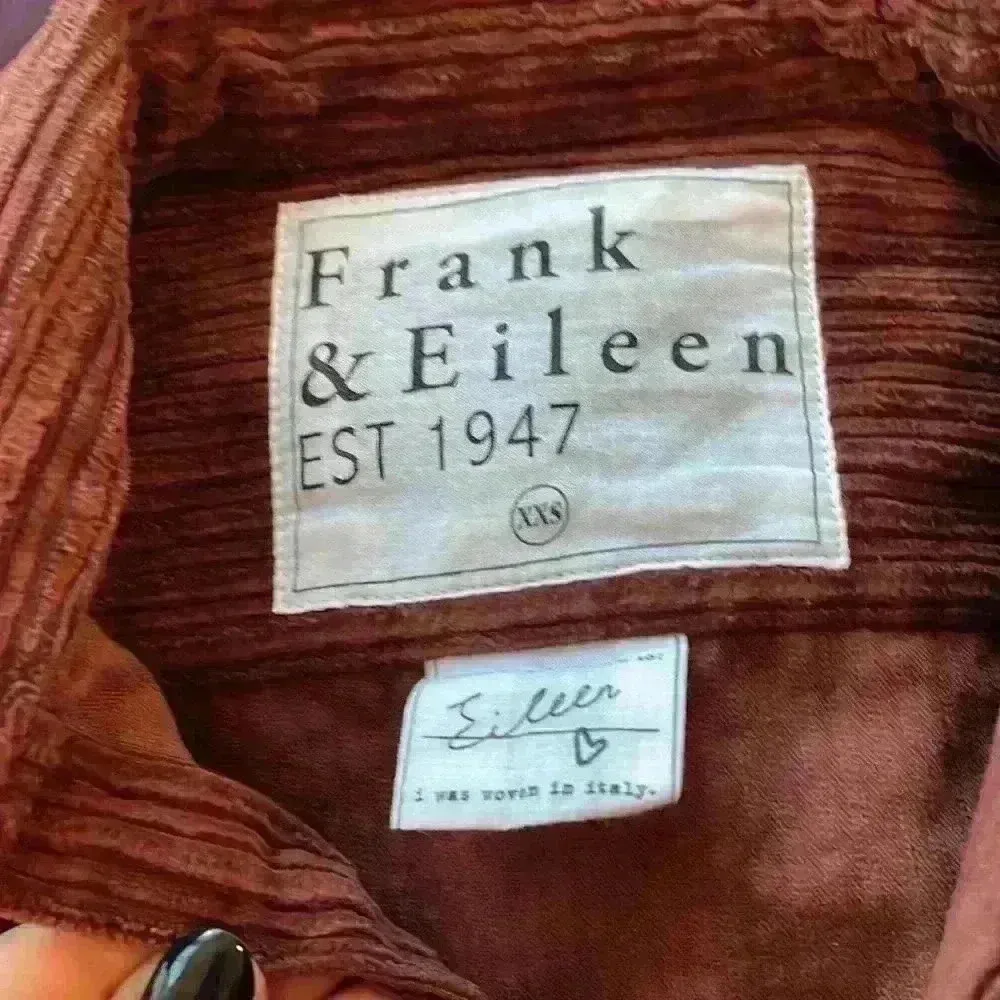 Frank
& Eileen
EST 1947
XXS
Eileen
i was woven in italy.